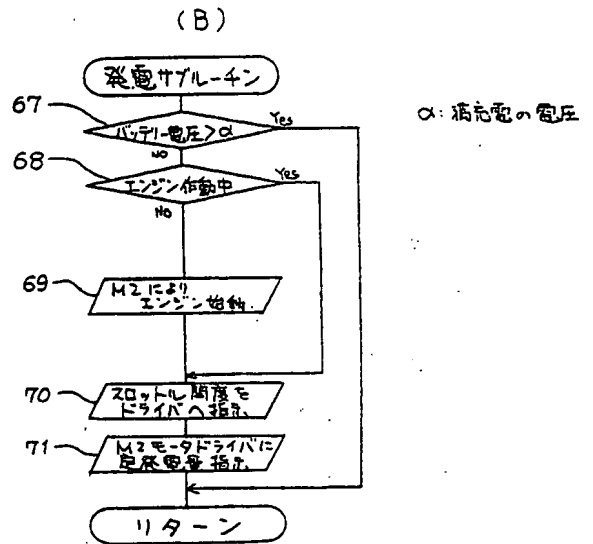 (B)
発電サブルーチン
67
バッテリー電圧>α
Yes
α:満充電の電圧
No
68
エンジン作動中
Yes
No
69
M2により
エンジン始動
70
スロットル開度を
ドライバへ指示
71
M2モータドライバに
定発電量指示
リターン